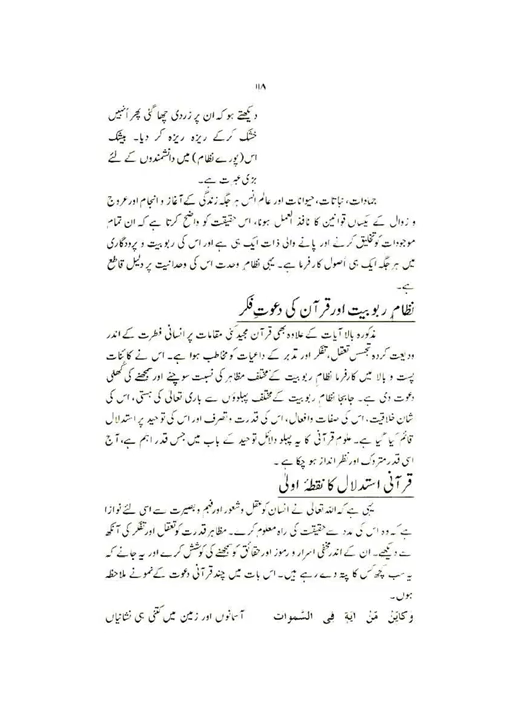 ۱۱۸
دیکھتے ہو کہ ان پر زردی چھا گئی پھر اُنہیں
خشک کرکے ریزہ ریزہ کر دیا۔ بیشک
اس (پورے نظام) میں دانشمندوں کے لئے
بڑی عبرت ہے۔
جمادات، نباتات، حیوانات اور عالم انس ہر جگہ زندگی کے آغاز و انجام اور عروج
و زوال کے یکساں قوانین کا نافذ العمل ہونا، اس حقیقت کو واضح کرتا ہے کہ ان تمام
موجودات کو تخلیق کرنے اور پالنے والی ذات ایک ہی ہے اور اس کی ربوبیت و پروردگاری
میں ہر جگہ ایک ہی اُصول کارفرما ہے۔ یہی نظامِ وحدت اس کی وحدانیت پر دلیل قاطع
ہے۔
نظامِ ربوبیت اور قرآن کی دعوتِ فکر
مذکورہ بالا آیات کے علاوہ بھی قرآن مجید کئی مقامات پر انسانی فطرت کے اندر
ودیعت کردہ تجسس تعقل، تفکر اور تدبر کے داعیات کو مخاطب ہوا ہے۔ اس نے کائنات
پست و بالا میں کارفرما نظامِ ربوبیت کے مختلف مظاہر کی نسبت سوچنے اور سمجھنے کی کھلی
دعوت دی ہے۔ جابجا نظامِ ربوبیت کے مختلف پہلوؤں سے باری تعالیٰ کی ہستی، اس کی
شانِ خلاقیت، اس کی صفات و افعال، اس کی قدرت و تصرف اور اس کی توحید پر استدلال
قائم کیا گیا ہے۔ علوم قرآنی کا یہ پہلو دلائل توحید کے باب میں جس قدر اہم ہے، آج
اسی قدر متروک اور نظر انداز ہو چکا ہے ۔
قرآنی استدلال کا نقطۂ اولیٰ
یہی ہے کہ اللہ تعالیٰ نے انسان کو عقل و شعور اور فہم و بصیرت سے اسی لئے نوازا
ہے کہ وہ اس کی مدد سے حقیقت کی راہ معلوم کرے۔ مظاہر قدرت کو تعقل اور تفکر کی آنکھ
سے دیکھے۔ ان کے اندر مخفی اسرار و رموز اور حقائق کو سمجھنے کی کوشش کرے اور یہ جانے کہ
یہ سب کچھ کس کا پتہ دے رہے ہیں۔ اس بات میں چند قرآنی دعوت کے نمونے ملاحظہ
ہوں۔
وَکَاَیِّنْ مِّنْ اٰیَةٍ فِی السَّمٰوات آسمانوں اور زمین میں کتنی ہی نشانیاں